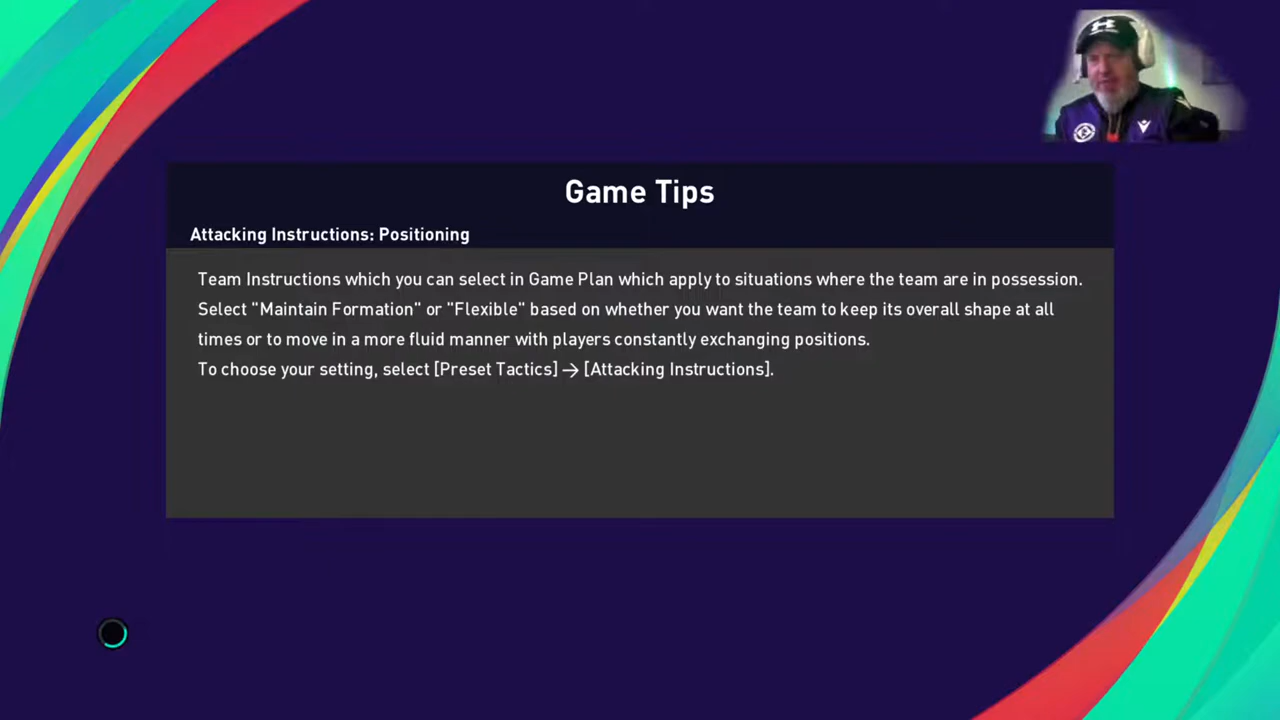 Game Tips
Attacking Instructions: Positioning
Team Instructions which you can select in Game Plan which apply to situations where the team are in possession.
Select "Maintain Formation" or "Flexible" based on whether you want the team to keep its overall shape at all
times or to move in a more fluid manner with players constantly exchanging positions.
To choose your setting, select [Preset Tactics] → [Attacking Instructions].